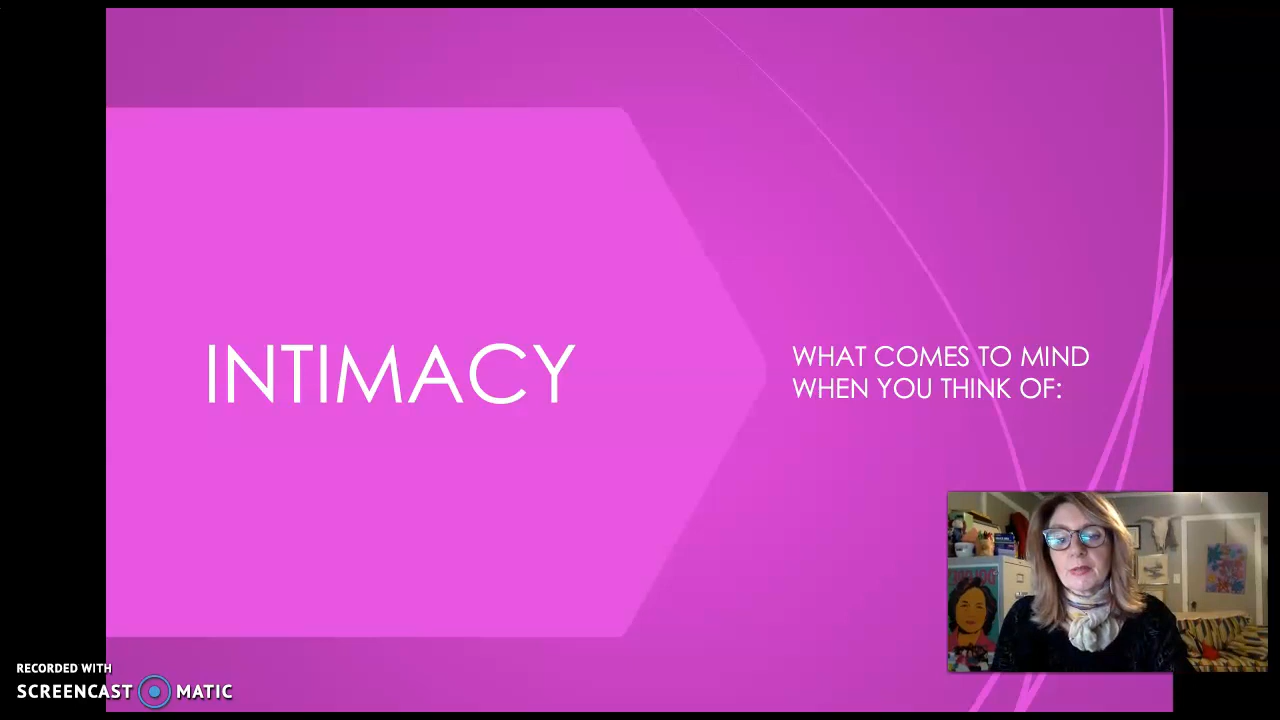 INTIMACY
WHAT COMES TO MIND
WHEN YOU THINK OF:
RECORDED WITH
SCREENCAST MATIC